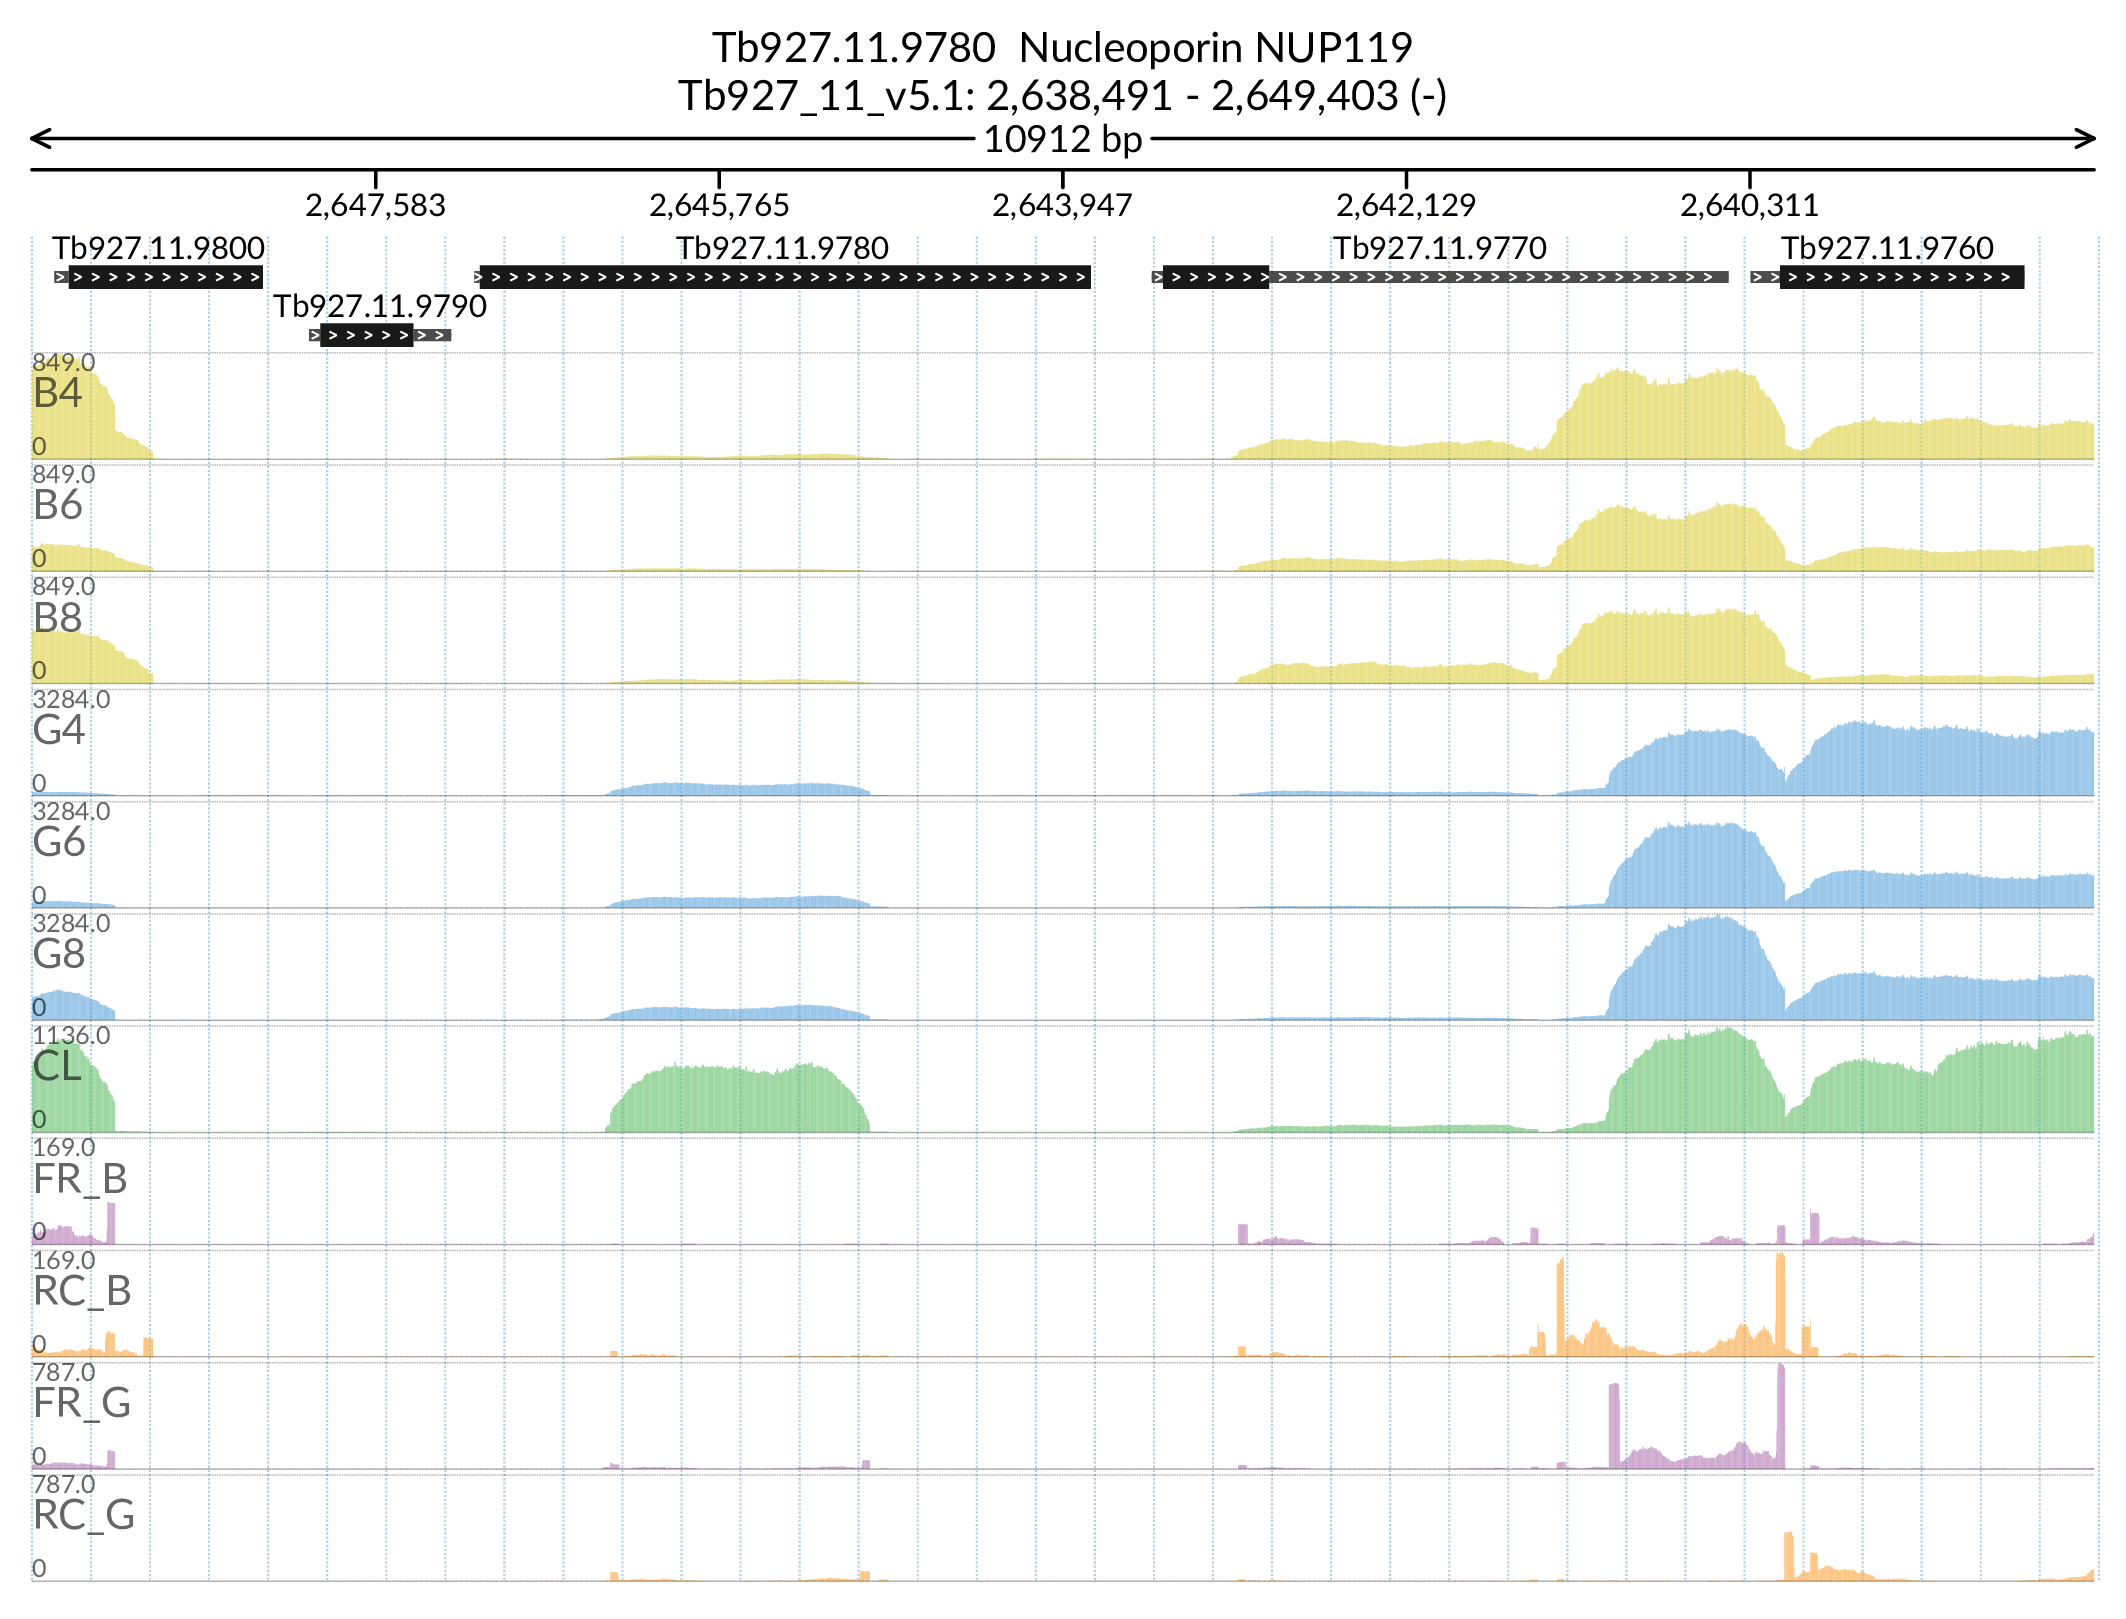 Tb927.11.9780 Nucleoporin NUP119
Tb927_11_v5.1: 2,638,491 - 2,649,403 (-)
10912 bp
2,647,583 2,645,765 2,643,947 2,642,129 2,640,311
Tb927.11.9800 Tb927.11.9780 Tb927.11.9770 Tb927.11.9760
Tb927.11.9790
849.0
B4
0
849.0
B6
0
849.0
B8
0
3284.0
G4
0
3284.0
G6
0
3284.0
G8
0
1136.0
CL
0
169.0
FR_B
0
169.0
RC_B
0
787.0
FR_G
0
787.0
RC_G
0